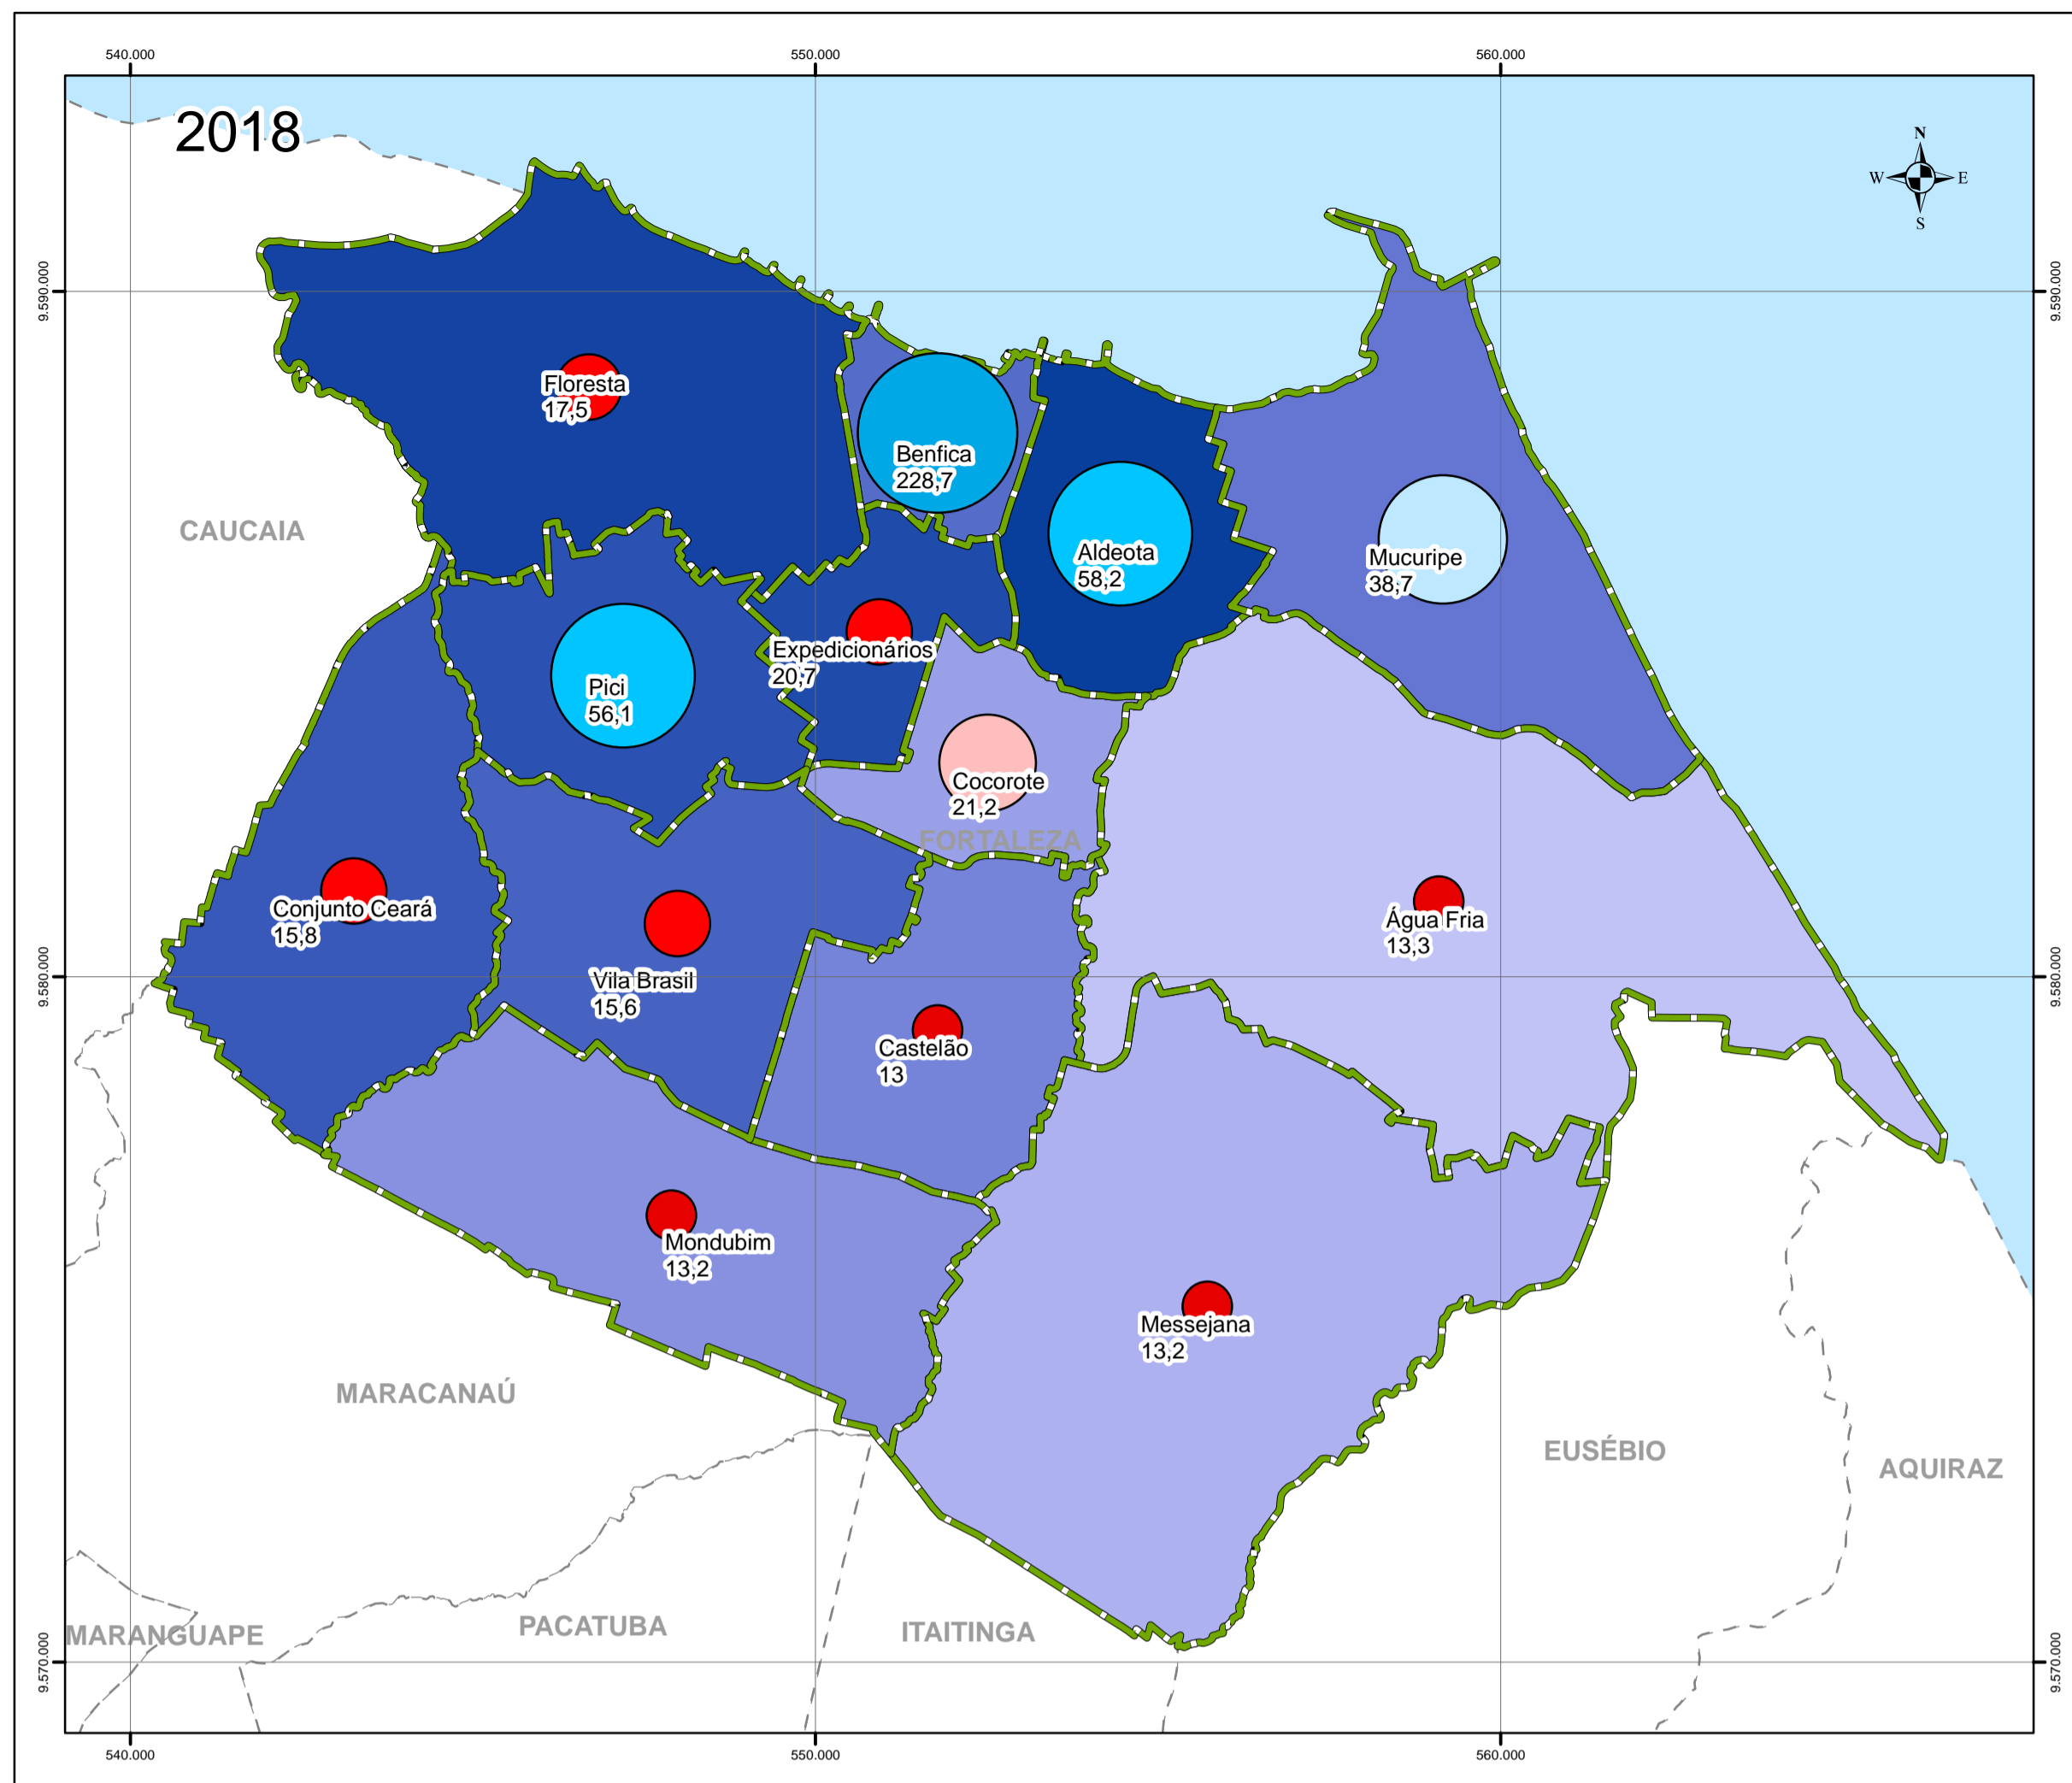 540.000
550.000
560.000
2018
N
W
E
S
9.590.000
9.590.000
Floresta
17,5
Benfica
228,7
CAUCAIA
Aldeota
58,2
Mucuripe
38,7
Expedicionários
20,7
Pici
56,1
Cocorote
21,2
FORTALEZA
Conjunto Ceará
15,8
Água Fria
13,3
Vila Brasil
15,6
9.580.000
9.580.000
Castelão
13
Mondubim
13,2
Messejana
13,2
MARACANAÚ
EUSÉBIO
AQUIRAZ
MARANGUAPE
PACATUBA
ITAITINGA
9.570.000
9.570.000
540.000
550.000
560.000